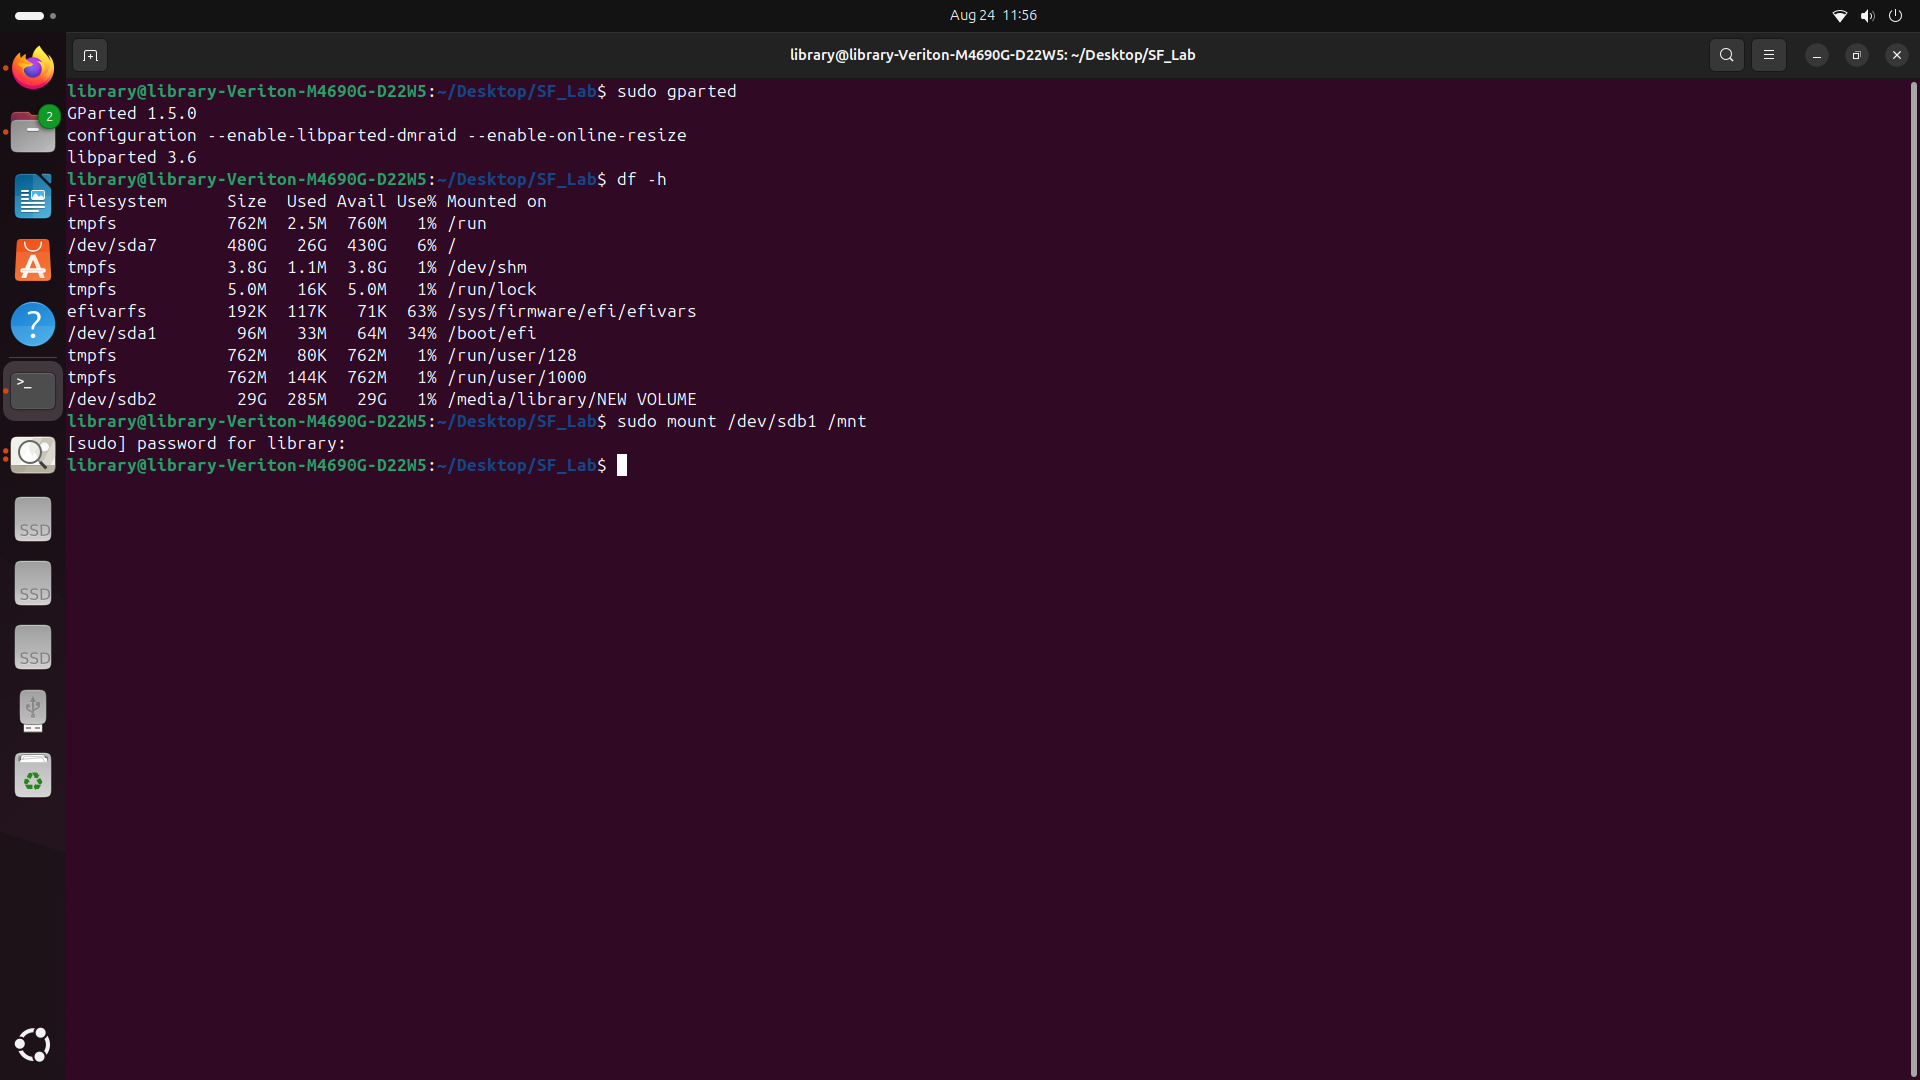 Aug 24 11:56
library@library-Veriton-M4690G-D22W5: ~/Desktop/SF_Lab
2
library@library-Veriton-M4690G-D22W5:~/Desktop/SF_Lab$ sudo gparted
GParted 1.5.0
configuration --enable-libparted-dmraid --enable-online-resize
libparted 3.6
library@library-Veriton-M4690G-D22W5:~/Desktop/SF_Lab$ df -h
Filesystem      Size  Used Avail Use% Mounted on
tmpfs           762M  2.5M  760M   1% /run
/dev/sda7       480G   26G  430G   6% /
tmpfs           3.8G  1.1M  3.8G   1% /dev/shm
tmpfs           5.0M   16K  5.0M   1% /run/lock
efivarfs        192K  117K   71K  63% /sys/firmware/efi/efivars
/dev/sda1        96M   33M   64M  34% /boot/efi
tmpfs           762M   80K  762M   1% /run/user/128
tmpfs           762M  144K  762M   1% /run/user/1000
/dev/sdb2        29G  285M   29G   1% /media/library/NEW VOLUME
library@library-Veriton-M4690G-D22W5:~/Desktop/SF_Lab$ sudo mount /dev/sdb1 /mnt
[sudo] password for library:
library@library-Veriton-M4690G-D22W5:~/Desktop/SF_Lab$
SSD
SSD
SSD